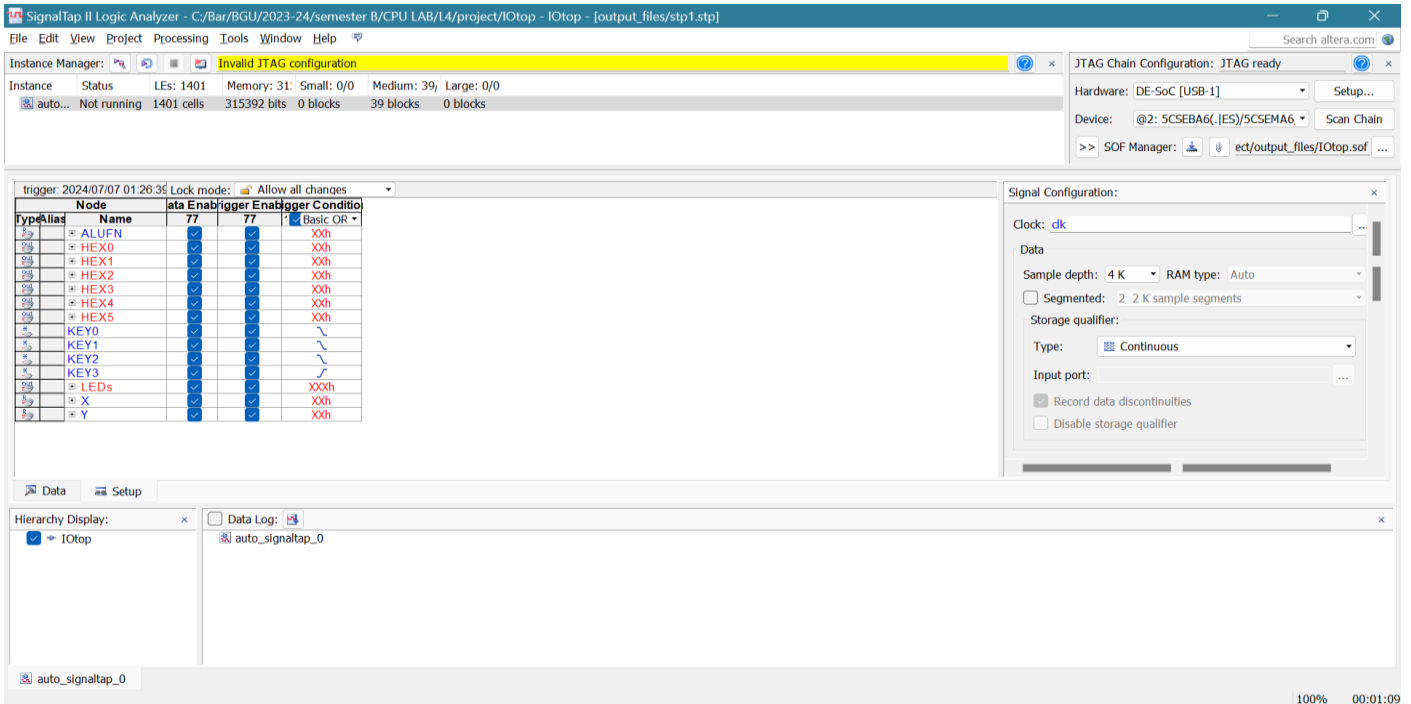 SignalTap II Logic Analyzer - C:/Bar/BGU/2023-24/semester B/CPU LAB/L4/project/IOtop - IOtop - [output_files/stp1.stp]
File Edit View Project Processing Tools Window Help
Search altera.com
Instance Manager: Invalid JTAG configuration
Instance Status LEs: 1401 Memory: 31: Small: 0/0 Medium: 39, Large: 0/0
auto... Not running 1401 cells 315392 bits 0 blocks 39 blocks 0 blocks
JTAG Chain Configuration: JTAG ready
Hardware: DE-SoC [USB-1] Setup...
Device: @2: 5CSEBA6(.|ES)/5CSEMA6, Scan Chain
>> SOF Manager: ect/output_files/IOtop.sof ...
trigger: 2024/07/07 01:26:39 Lock mode: Allow all changes
Node ata Enab rigger Enab igger Conditio
Type Alias Name 77 77 1 Basic OR
ALUFN XXh
HEX0 XXh
HEX1 XXh
HEX2 XXh
HEX3 XXh
HEX4 XXh
HEX5 XXh
KEY0
KEY1
KEY2
KEY3
LEDs XXXh
X XXh
Y XXh
Data Setup
Signal Configuration:
Clock: clk ...
Data
Sample depth: 4 K RAM type: Auto
Segmented: 2 2 K sample segments
Storage qualifier:
Type: Continuous
Input port: ...
Record data discontinuities
Disable storage qualifier
Hierarchy Display:
IOtop
Data Log:
auto_signaltap_0
auto_signaltap_0
100% 00:01:09